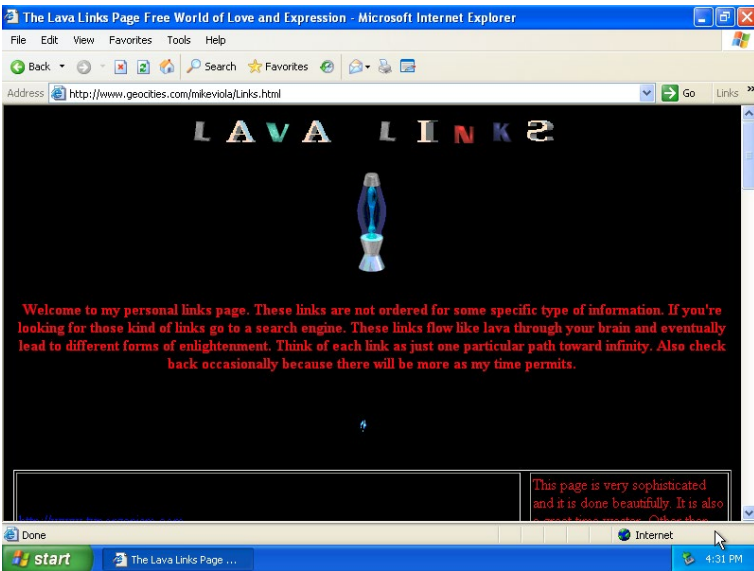 The Lava Links Page Free World of Love and Expression - Microsoft Internet Explorer
File Edit View Favorites Tools Help
Back Search Favorites
Address http://www.geocities.com/mikeviola/Links.html Go Links »
LAVA LINKS
Welcome to my personal links page. These links are not ordered for some specific type of information. If you're
looking for those kind of links go to a search engine. These links flow like lava through your brain and eventually
lead to different forms of enlightenment. Think of each link as just one particular path toward infinity. Also check
back occasionally because there will be more as my time permits.
This page is very sophisticated
and it is done beautifully. It is also
a great time waster. Other than
Done Internet
start The Lava Links Page ... 4:31 PM